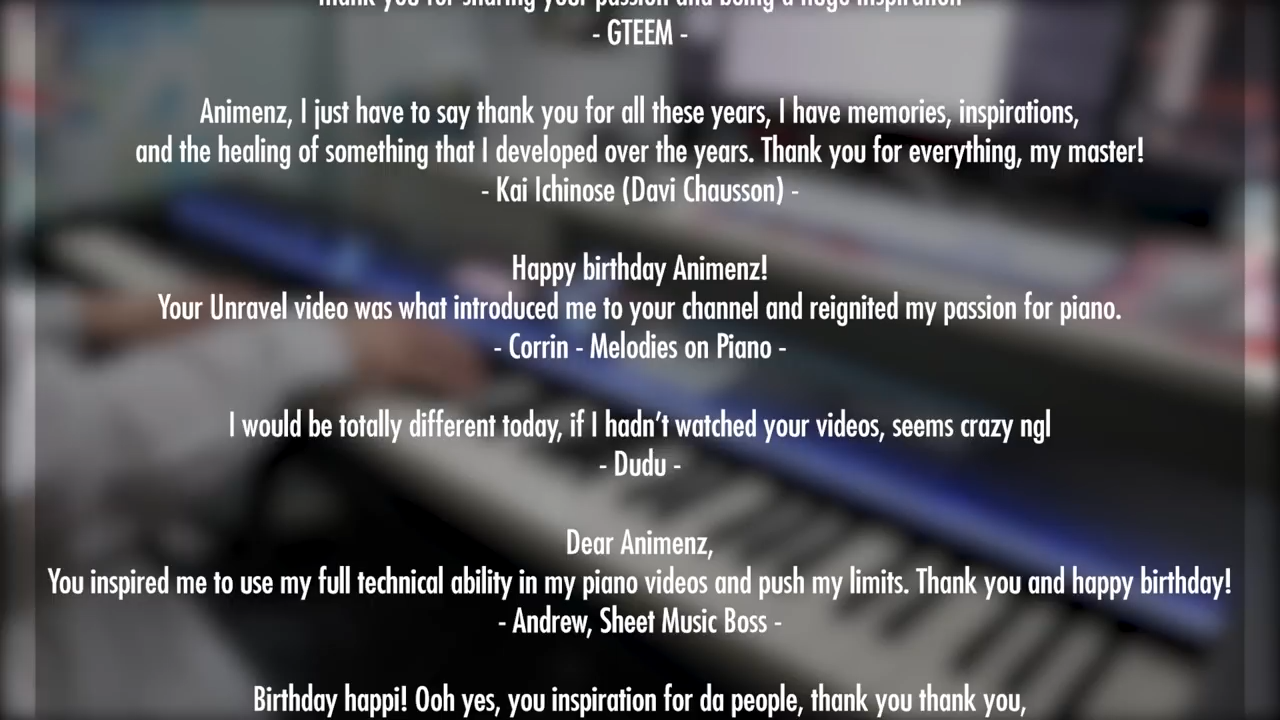 Thank you for sharing your passion and being a huge inspiration
- GTEEM -
Animenz, I just have to say thank you for all these years, I have memories, inspirations,
and the healing of something that I developed over the years. Thank you for everything, my master!
- Kai Ichinose (Davi Chausson) -
Happy birthday Animenz!
Your Unravel video was what introduced me to your channel and reignited my passion for piano.
- Corrin - Melodies on Piano -
I would be totally different today, if I hadn’t watched your videos, seems crazy ngl
- Dudu -
Dear Animenz,
You inspired me to use my full technical ability in my piano videos and push my limits. Thank you and happy birthday!
- Andrew, Sheet Music Boss -
Birthday happi! Ooh yes, you inspiration for da people, thank you thank you,